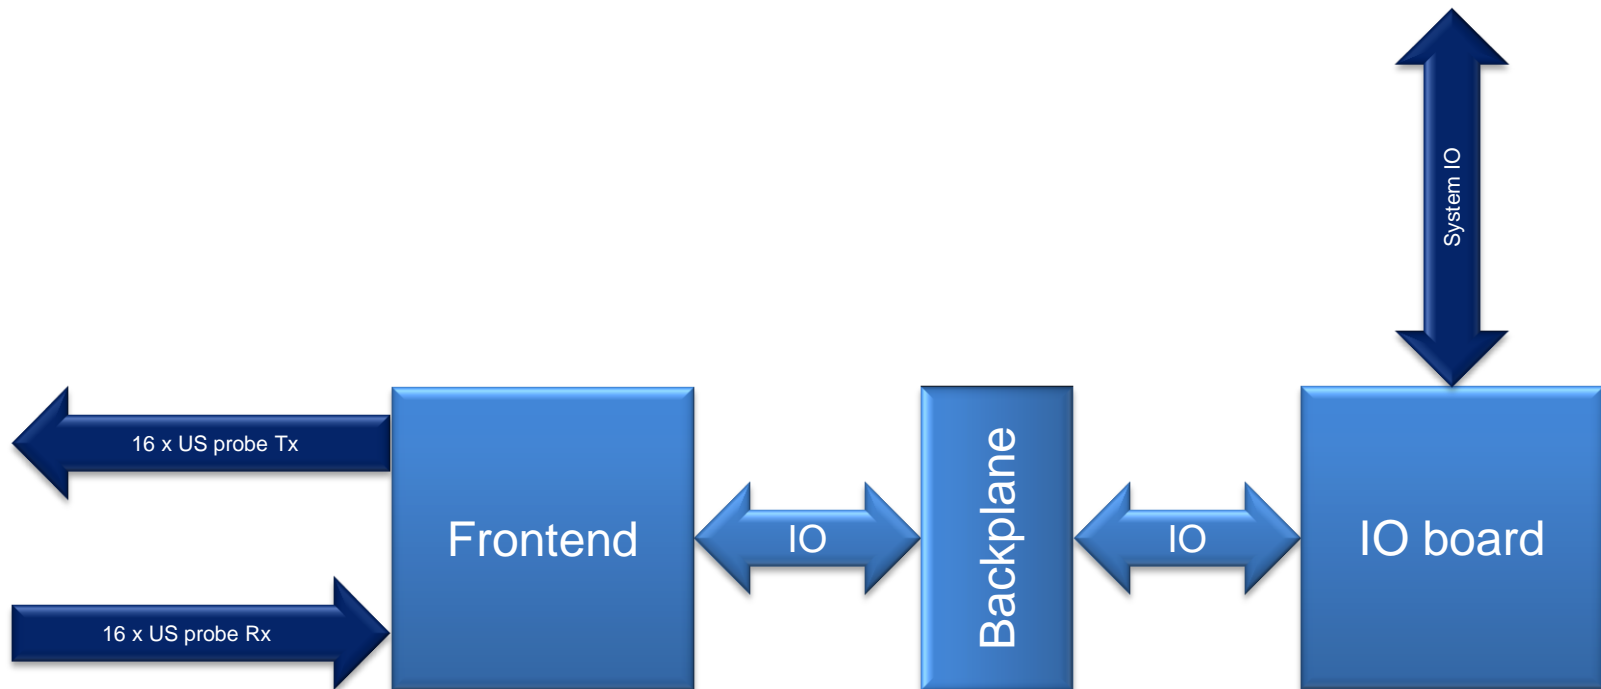 System IO
16 x US probe Tx
Frontend
IO
Backplane
IO
IO board
16 x US probe Rx